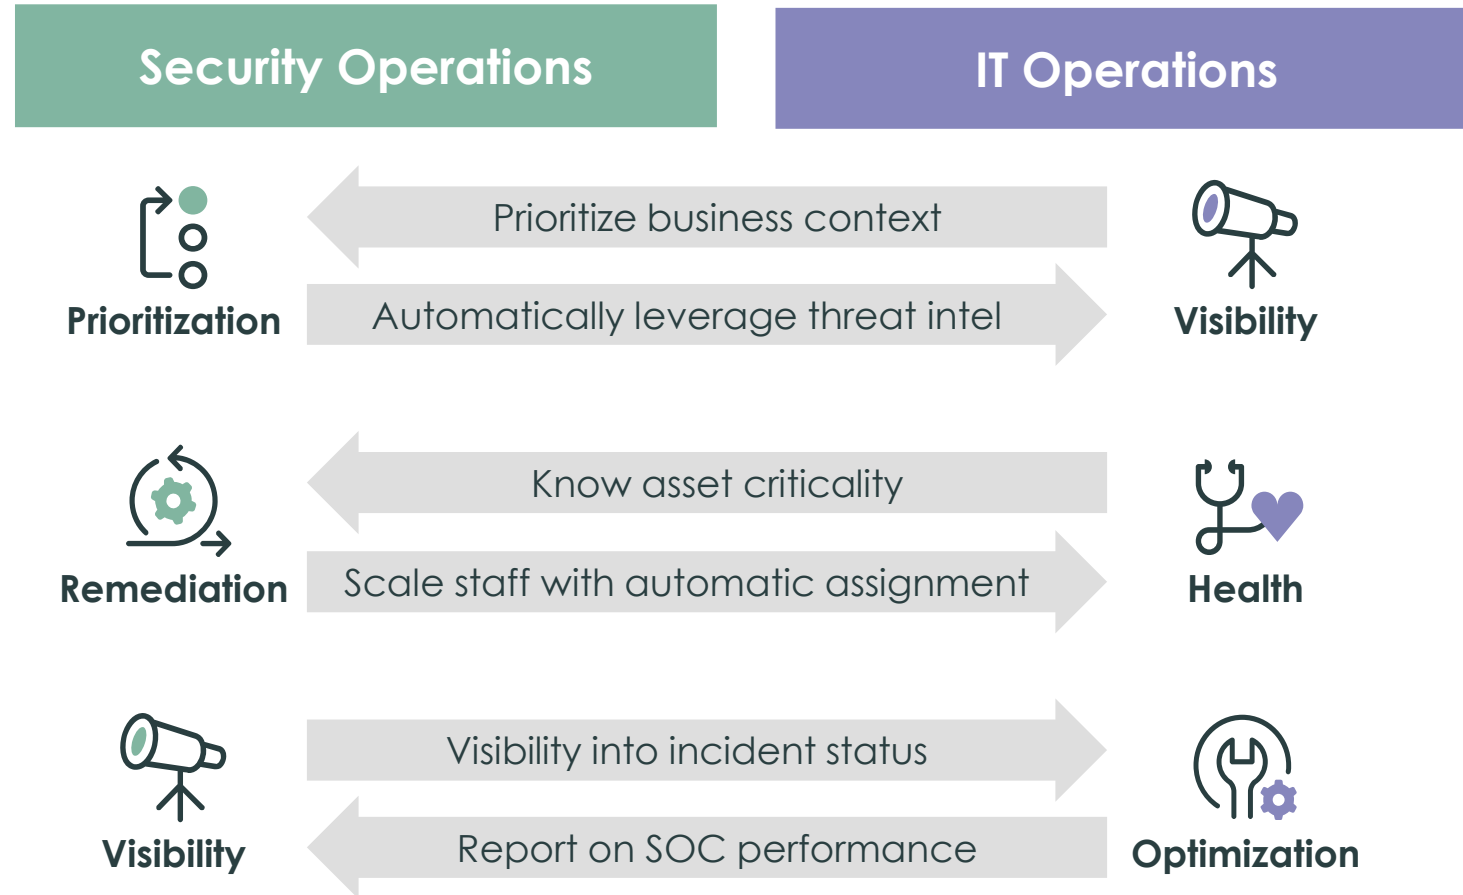 Security Operations
IT Operations
Prioritize business context
Automatically leverage threat intel
Prioritization
Visibility
Know asset criticality
Scale staff with automatic assignment
Remediation
Health
Visibility into incident status
Report on SOC performance
Visibility
Optimization